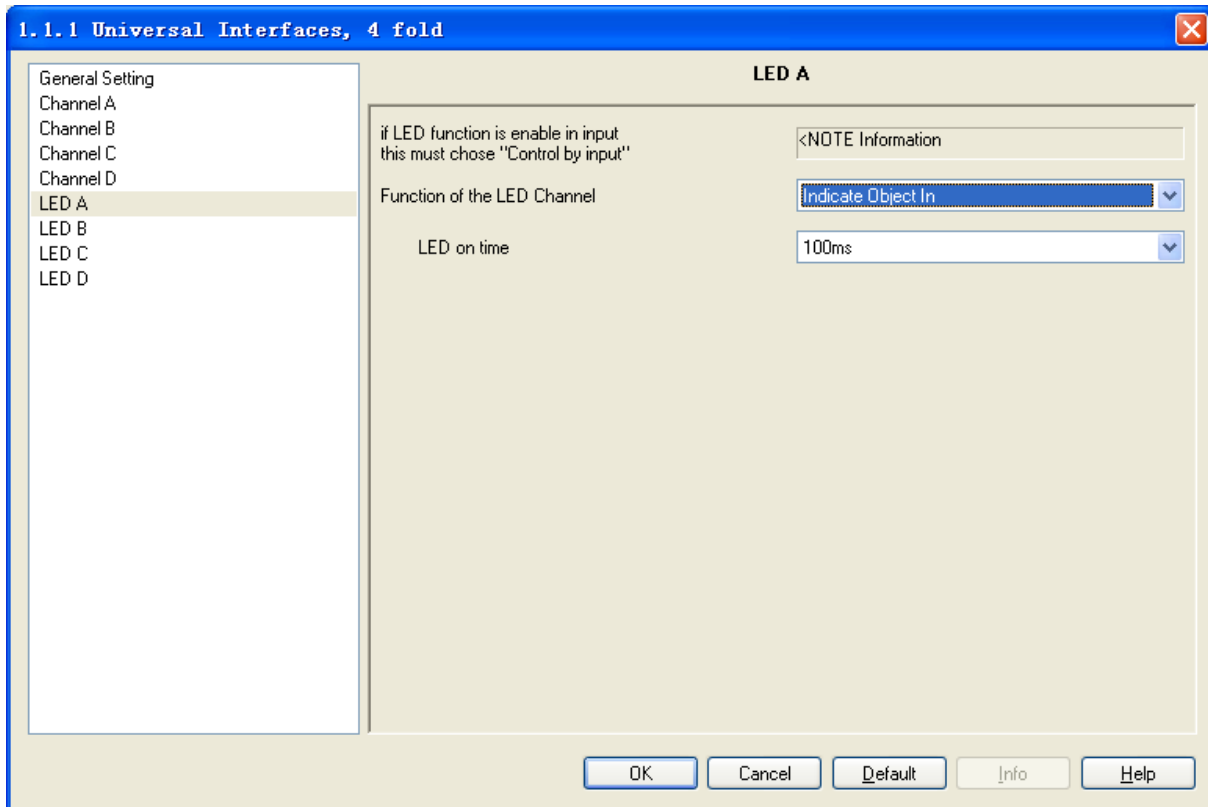 1.1.1 Universal Interfaces, 4 fold
General Setting
Channel A
Channel B
Channel C
Channel D
LED A
LED B
LED C
LED D
LED A
if LED function is enable in input
this must chose "Control by input"
<NOTE Information
Function of the LED Channel
Indicate Object In
LED on time
100ms
OK
Cancel
Default
Info
Help